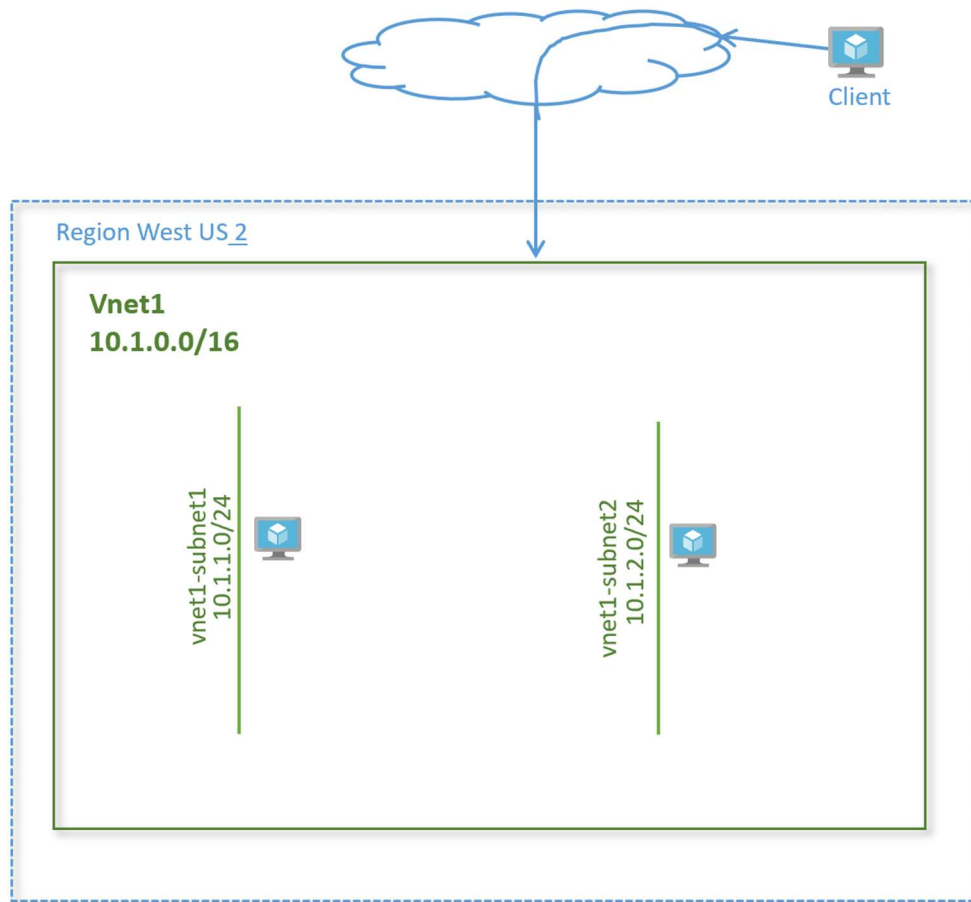 Client
Region West US 2
Vnet1
10.1.0.0/16
vnet1-subnet1
10.1.1.0/24
vnet1-subnet2
10.1.2.0/24